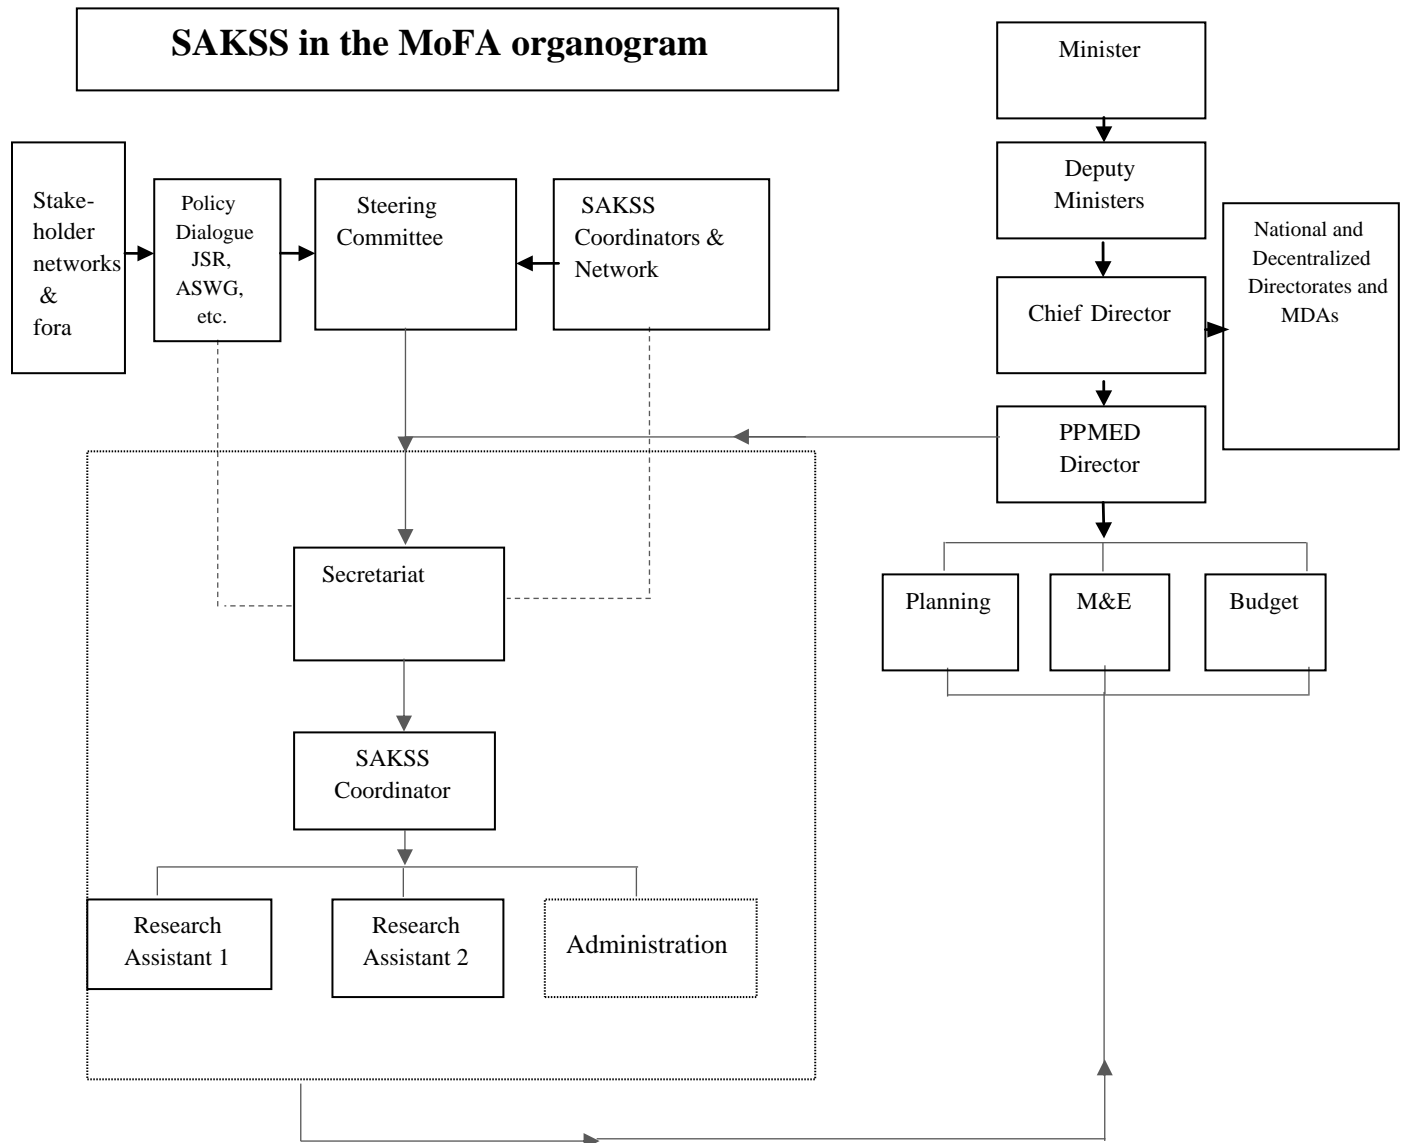 SAKSS in the MoFA organogram
Minister
Deputy
Ministers
Stake-
holder
networks
&
fora
Policy
Dialogue
JSR,
ASWG,
etc.
Steering
Committee
SAKSS
Coordinators &
Network
Chief Director
National and
Decentralized
Directorates and
MDAs
PPMED
Director
Secretariat
Planning
M&E
Budget
SAKSS
Coordinator
Research
Assistant 1
Research
Assistant 2
Administration